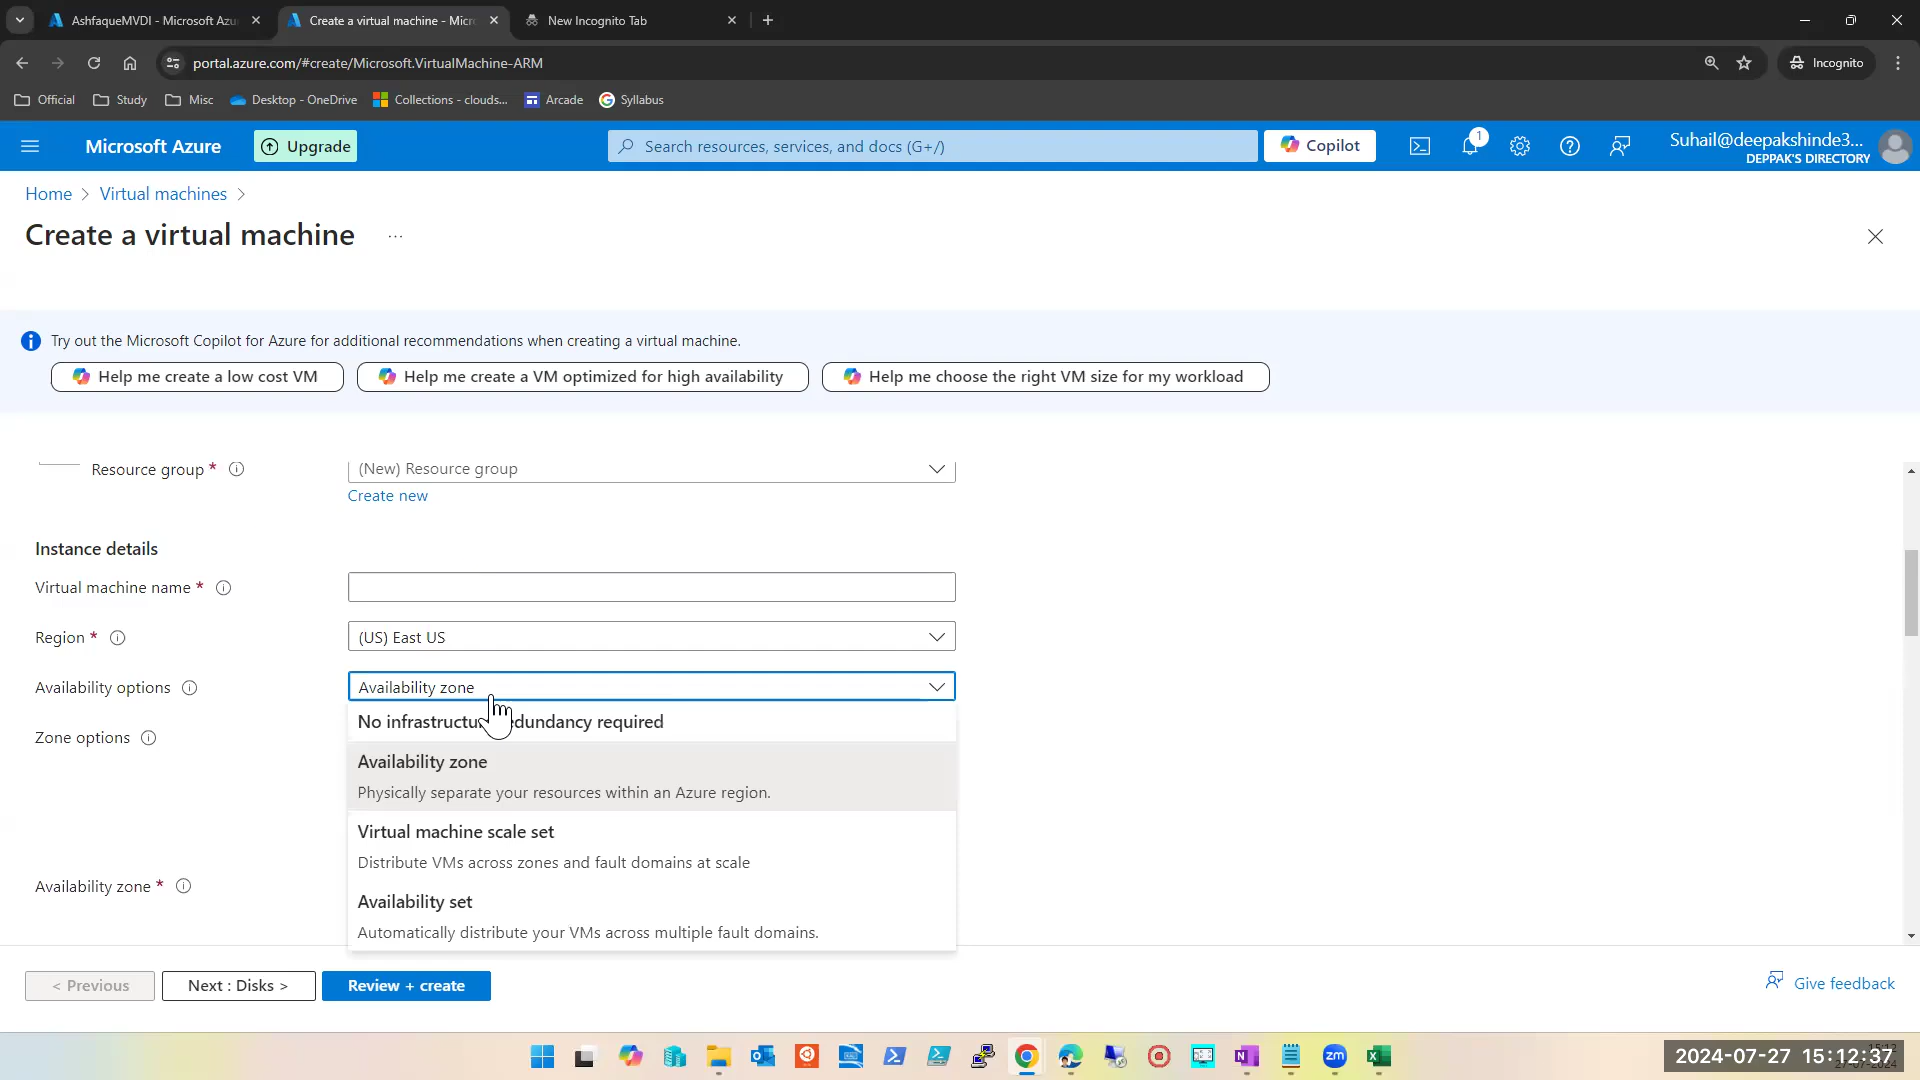 AshfaqueMVDI - Microsoft Azu
Create a virtual machine - Micr
New Incognito Tab
portal.azure.com/#create/Microsoft.VirtualMachine-ARM
Incognito
Official
Study
Misc
Desktop - OneDrive
Collections - clouds...
Arcade
Syllabus
Microsoft Azure
Upgrade
Search resources, services, and docs (G+/)
Copilot
1
Suhail@deepakshinde3...
DEPPAK'S DIRECTORY
Home > Virtual machines >
Create a virtual machine ...
Try out the Microsoft Copilot for Azure for additional recommendations when creating a virtual machine.
Help me create a low cost VM
Help me create a VM optimized for high availability
Help me choose the right VM size for my workload
Resource group *
(New) Resource group
Create new
Instance details
Virtual machine name *
Region *
(US) East US
Availability options
Availability zone
No infrastructu edundancy required
Zone options
Availability zone
Physically separate your resources within an Azure region.
Virtual machine scale set
Distribute VMs across zones and fault domains at scale
Availability zone *
Availability set
Automatically distribute your VMs across multiple fault domains.
< Previous
Next : Disks >
Review + create
Give feedback
zm
2024-07-27 15:12:37